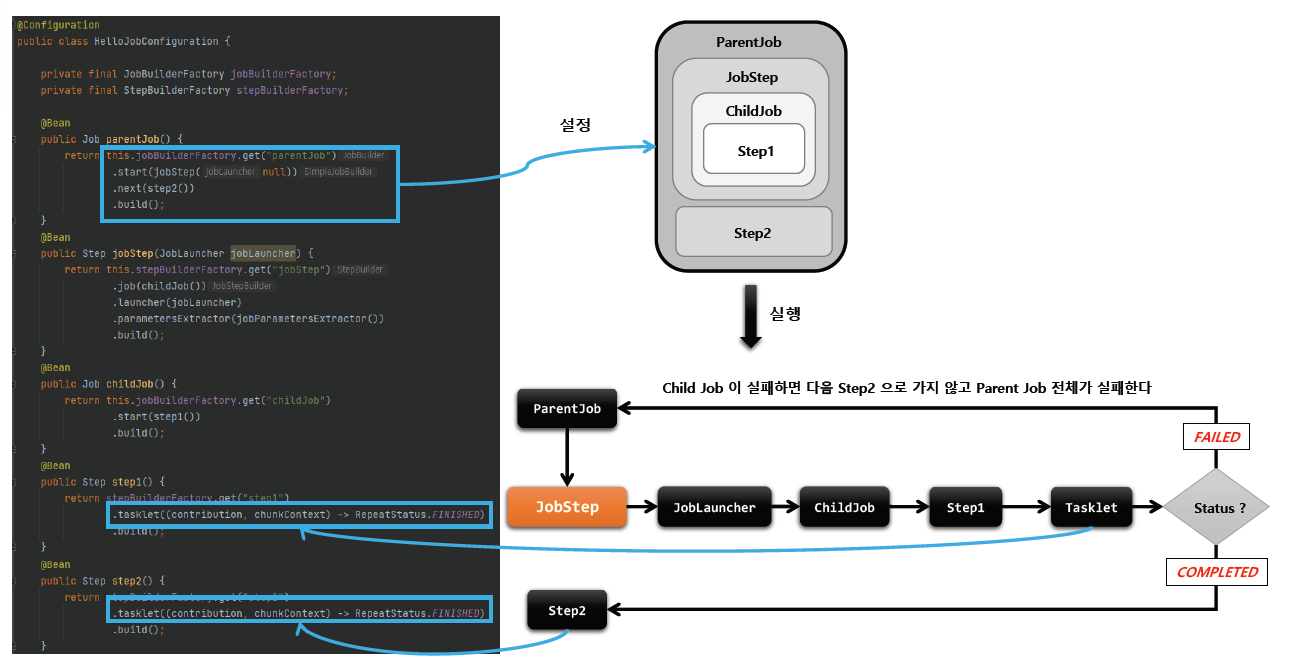 @Configuration
public class HelloJobConfiguration {
private final JobBuilderFactory jobBuilderFactory;
private final StepBuilderFactory stepBuilderFactory;
@Bean
public Job parentJob() {
return this.jobBuilderFactory.get("parentJob") JobBuilder
.start(jobStep( jobLauncher: null)) SimpleJobBuilder
.next(step2())
.build();
}
@Bean
public Step jobStep(JobLauncher jobLauncher) {
return this.stepBuilderFactory.get("jobStep") StepBuilder
.job(childJob()) JobStepBuilder
.launcher(jobLauncher)
.parametersExtractor(jobParametersExtractor())
.build();
}
@Bean
public Job childJob() {
return this.jobBuilderFactory.get("childJob")
.start(step1())
.build();
}
@Bean
public Step step1() {
return stepBuilderFactory.get("step1")
.tasklet((contribution, chunkContext) -> RepeatStatus.FINISHED)
.build();
}
@Bean
public Step step2() {
return stepBuilderFactory.get("step2")
.tasklet((contribution, chunkContext) -> RepeatStatus.FINISHED)
.build();
}
설정
ParentJob
JobStep
ChildJob
Step1
Step2
실행
Child Job 이 실패하면 다음 Step2 으로 가지 않고 Parent Job 전체가 실패한다
ParentJob
FAILED
JobStep
JobLauncher
ChildJob
Step1
Tasklet
Status ?
COMPLETED
Step2